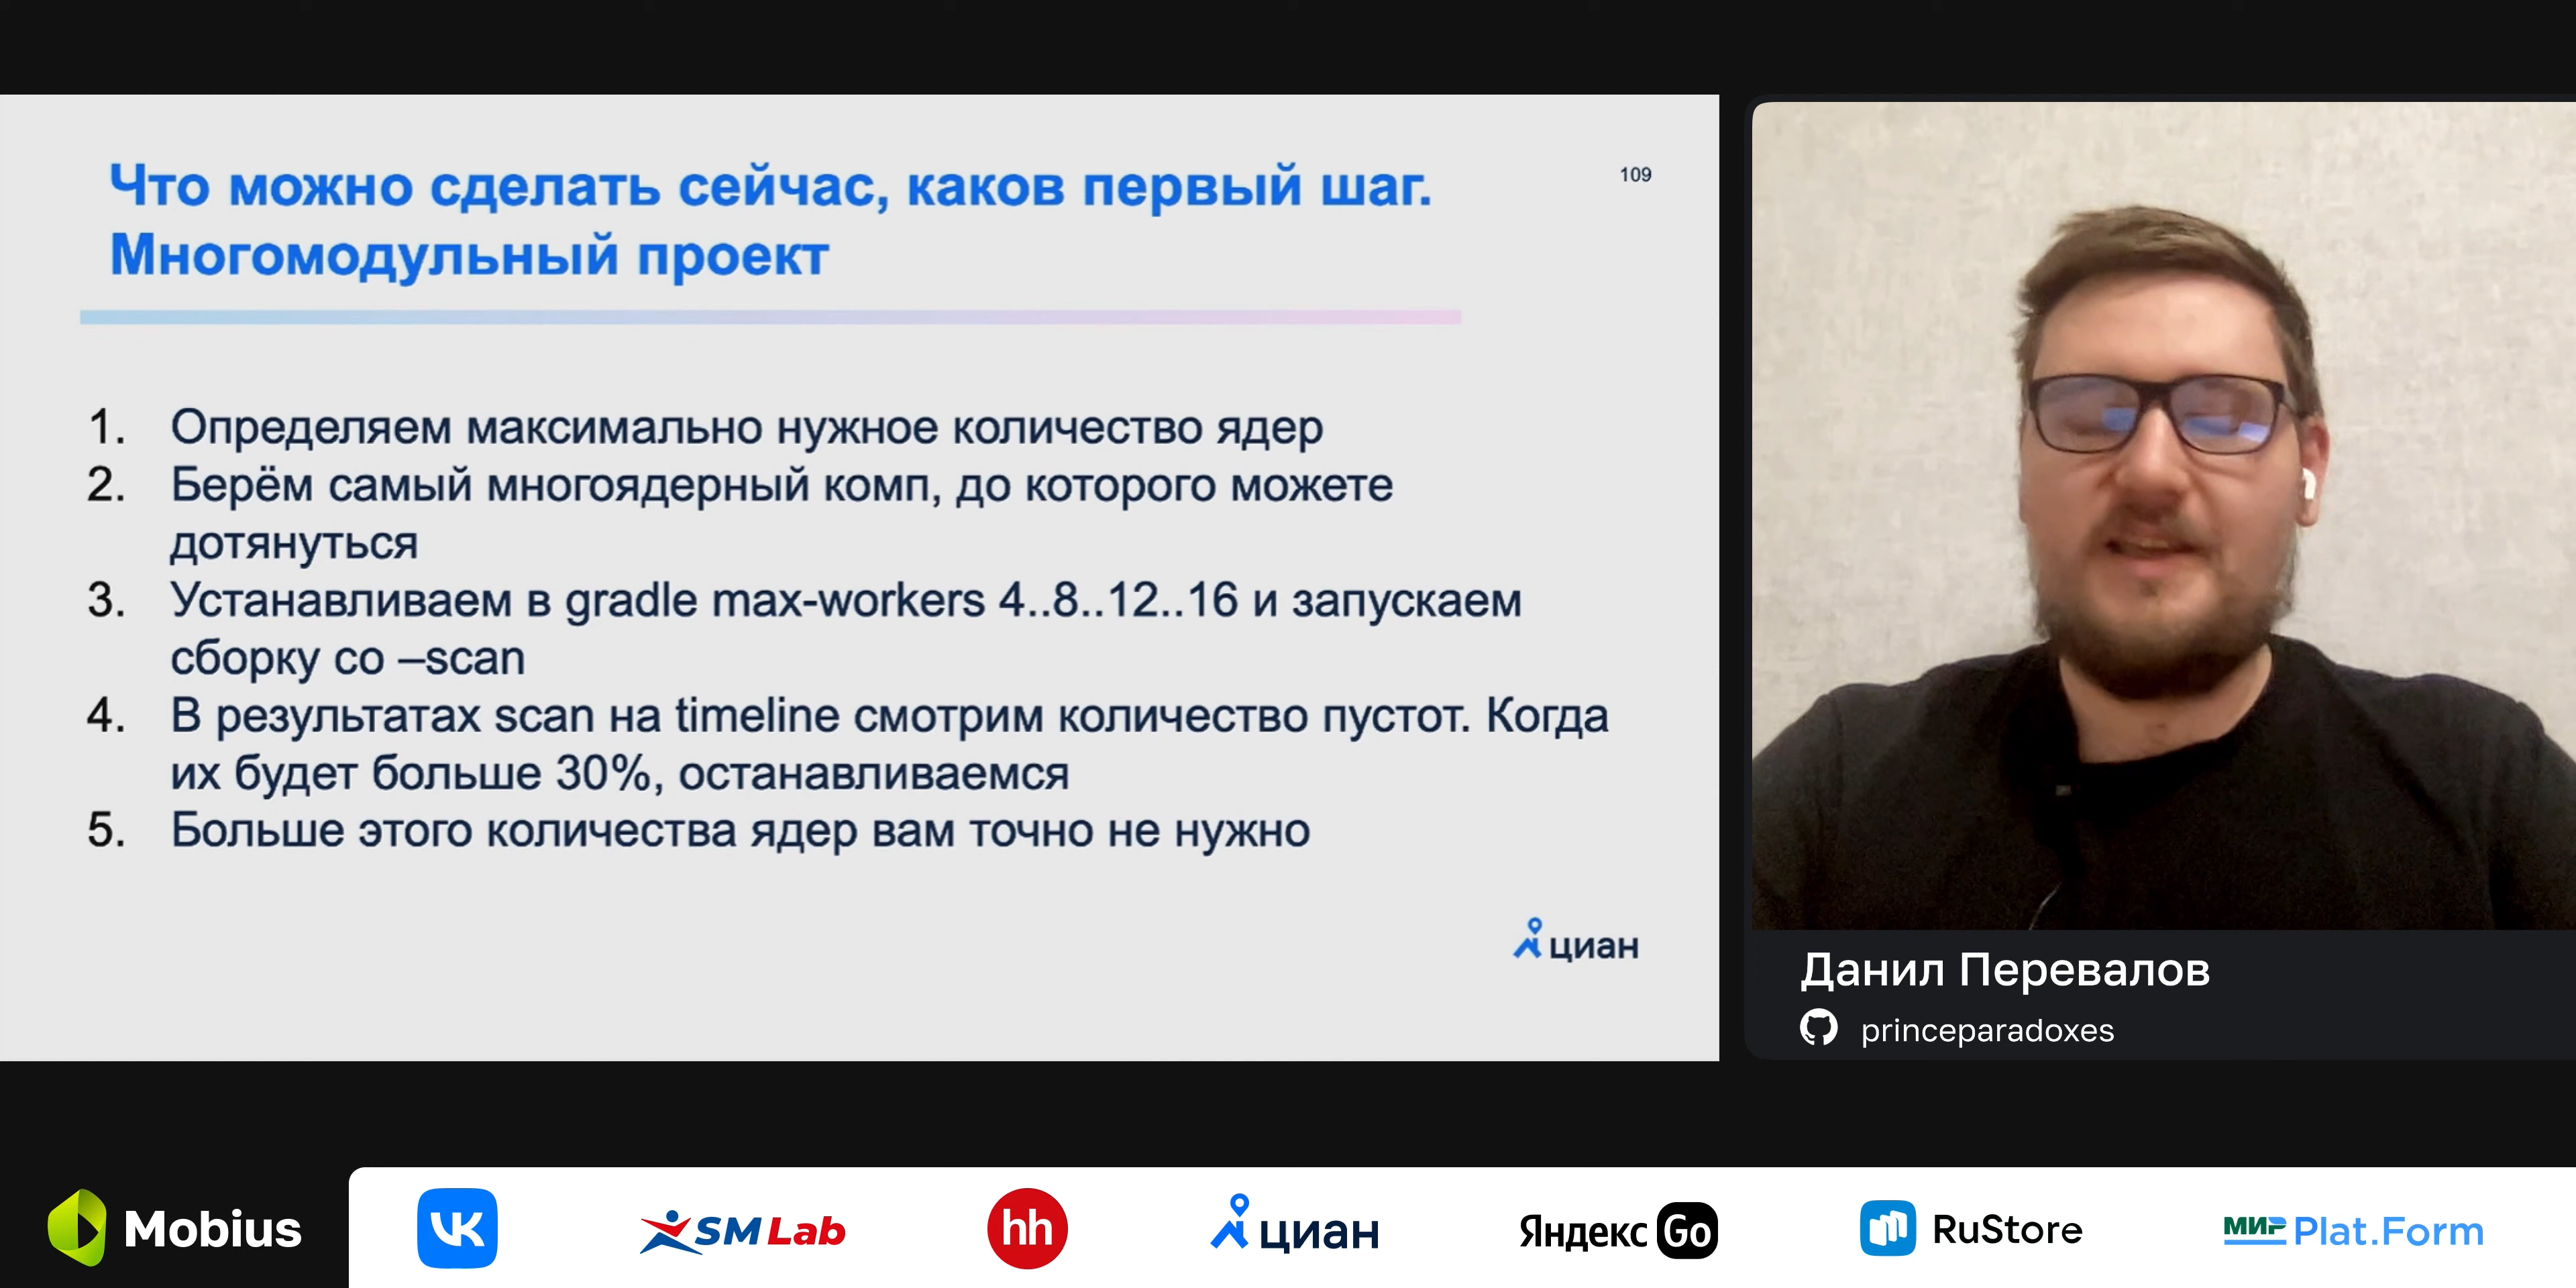 Что можно сделать сейчас, каков первый шаг.
Многомодульный проект
109
1. Определяем максимально нужное количество ядер
2. Берём самый многоядерный комп, до которого можете
дотянуться
3. Устанавливаем в gradle max-workers 4..8..12..16 и запускаем
сборку со –scan
4. В результатах scan на timeline смотрим количество пустот. Когда
их будет больше 30%, останавливаемся
5. Больше этого количества ядер вам точно не нужно
циан
Данил Перевалов
princeparadoxes
Mobius
VK
SM Lab
hh
циан
Яндекс Go
RuStore
МИР Plat.Form